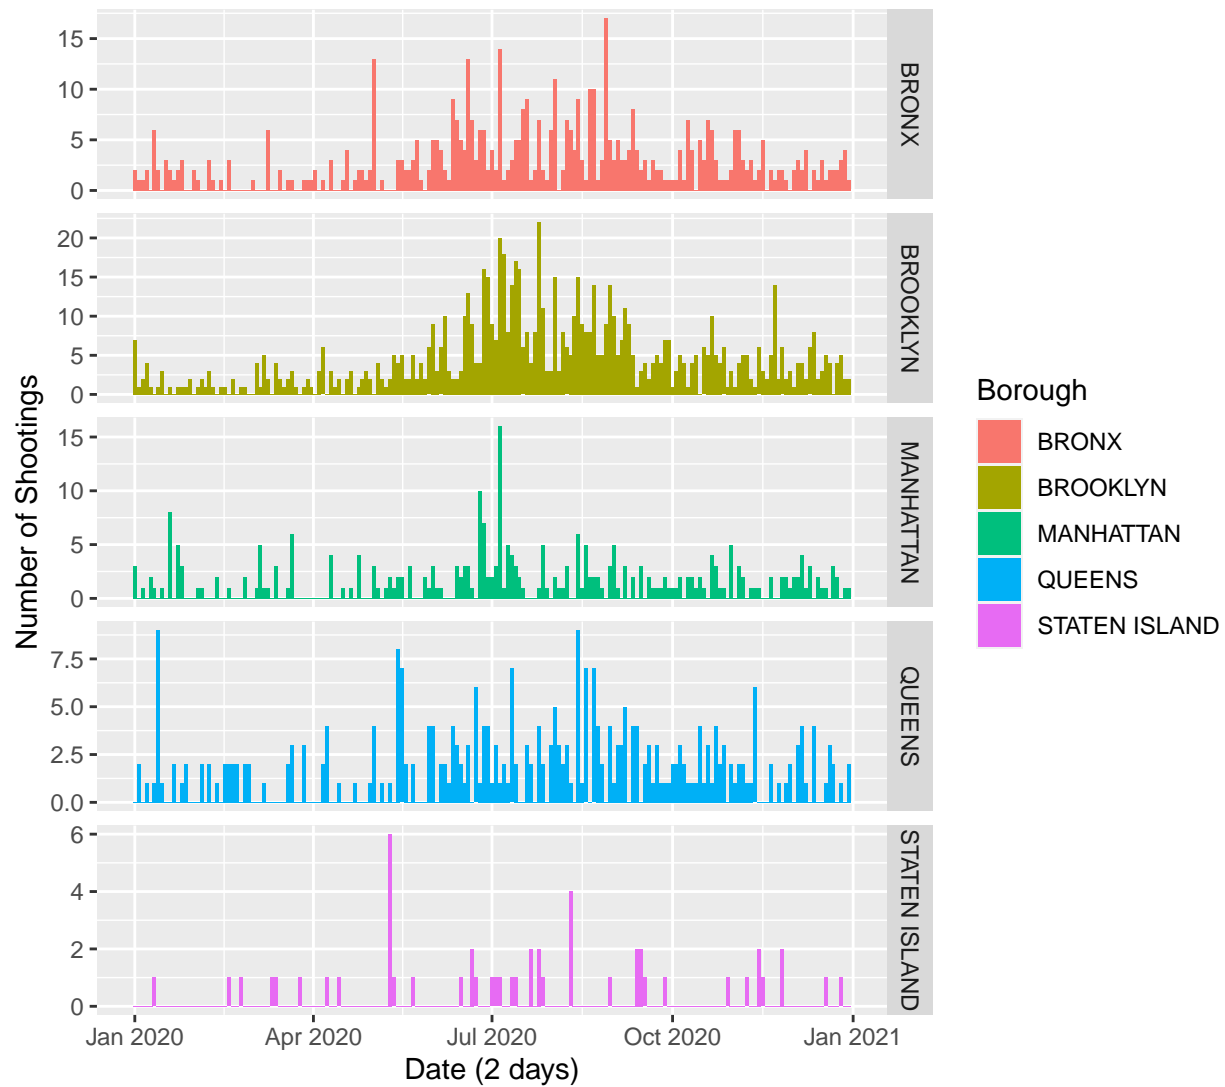 Number of Shootings
15
10
5
0
BRONX
20
15
10
5
0
BROOKLYN
15
10
5
0
MANHATTAN
7.5
5.0
2.5
0.0
QUEENS
6
4
2
0
STATEN ISLAND
Jan 2020 Apr 2020 Jul 2020 Oct 2020 Jan 2021
Date (2 days)
Borough
BRONX
BROOKLYN
MANHATTAN
QUEENS
STATEN ISLAND